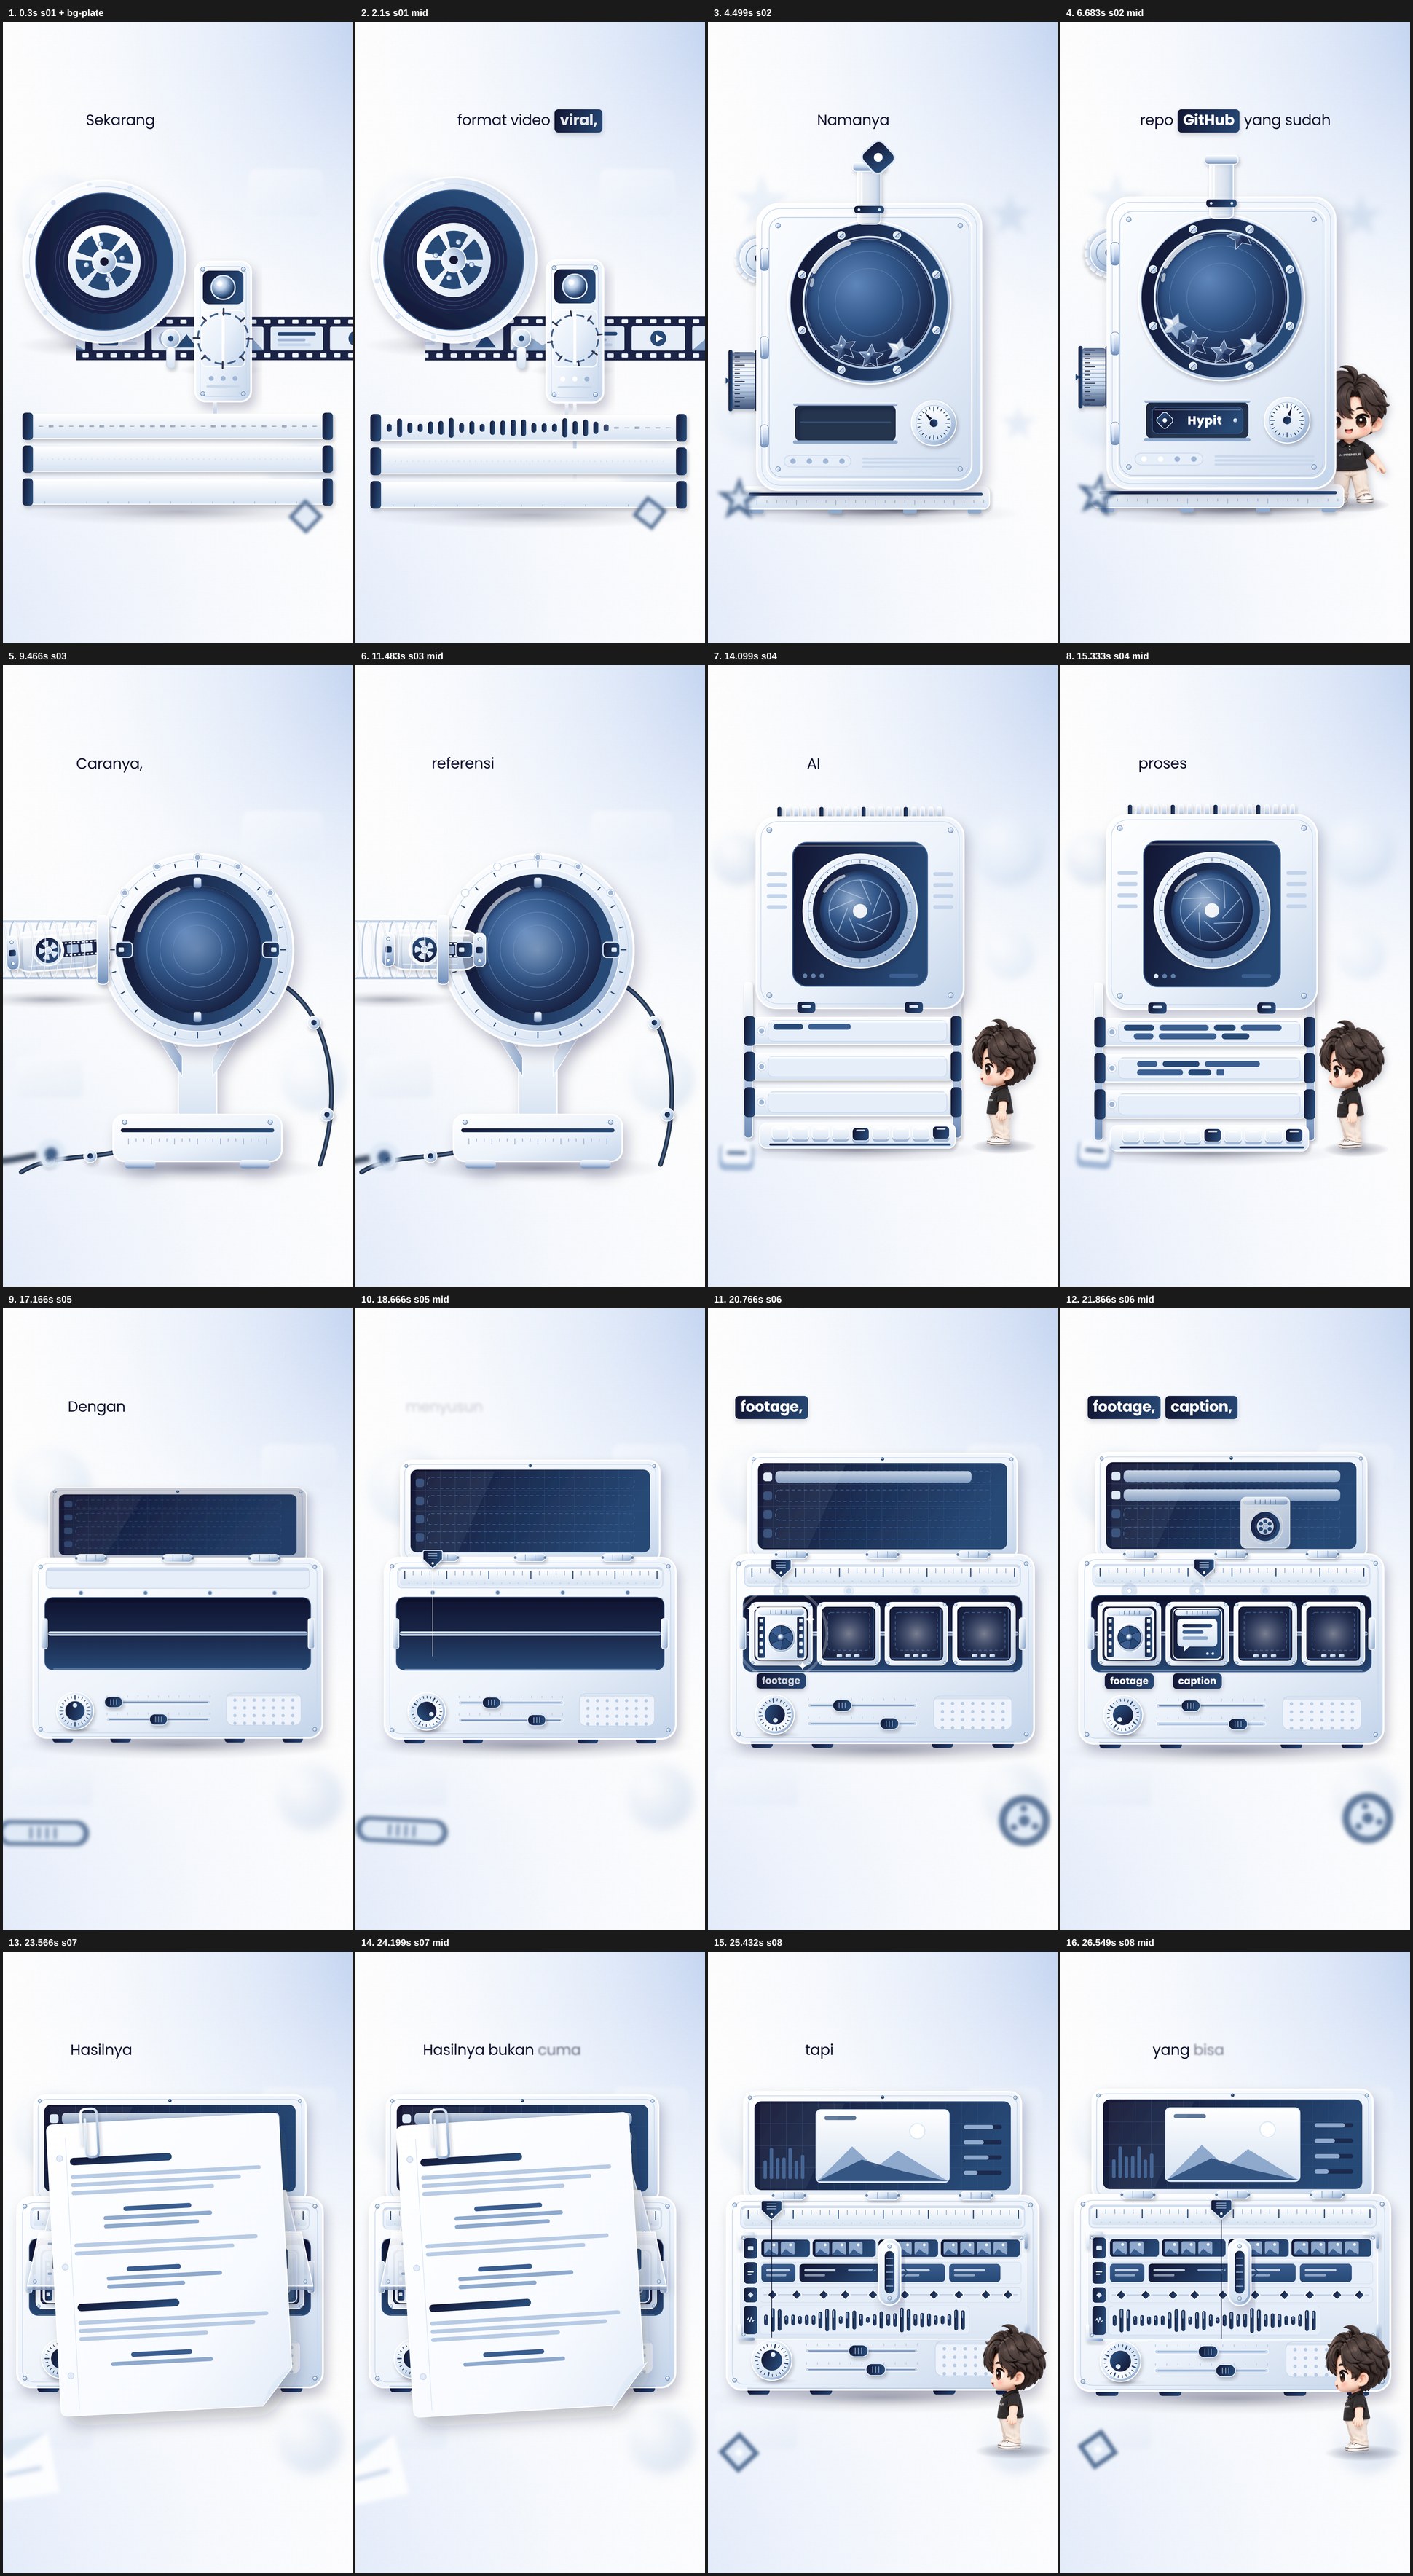 1. 0.3s s01 + bg-plate
2. 2.1s s01 mid
3. 4.499s s02
4. 6.683s s02 mid
Sekarang
format video viral,
Namanya
repo GitHub yang sudah
Hypit
5. 9.466s s03
6. 11.483s s03 mid
7. 14.099s s04
8. 15.333s s04 mid
Caranya,
referensi
AI
proses
9. 17.166s s05
10. 18.666s s05 mid
11. 20.766s s06
12. 21.866s s06 mid
Dengan
menyusun
footage,
footage, caption,
footage
footage
caption
13. 23.566s s07
14. 24.199s s07 mid
15. 25.432s s08
16. 26.549s s08 mid
Hasilnya
Hasilnya bukan cuma
tapi
yang bisa